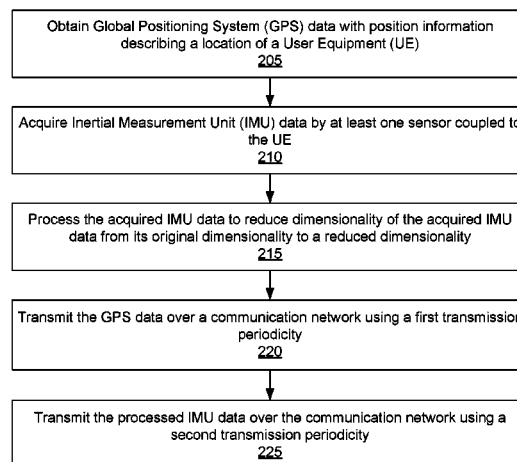 Obtain Global Positioning System (GPS) data with position information
describing a location of a User Equipment (UE)
205
Acquire Inertial Measurement Unit (IMU) data by at least one sensor coupled to
the UE
210
Process the acquired IMU data to reduce dimensionality of the acquired IMU
data from its original dimensionality to a reduced dimensionality
215
Transmit the GPS data over a communication network using a first transmission
periodicity
220
Transmit the processed IMU data over the communication network using a
second transmission periodicity
225